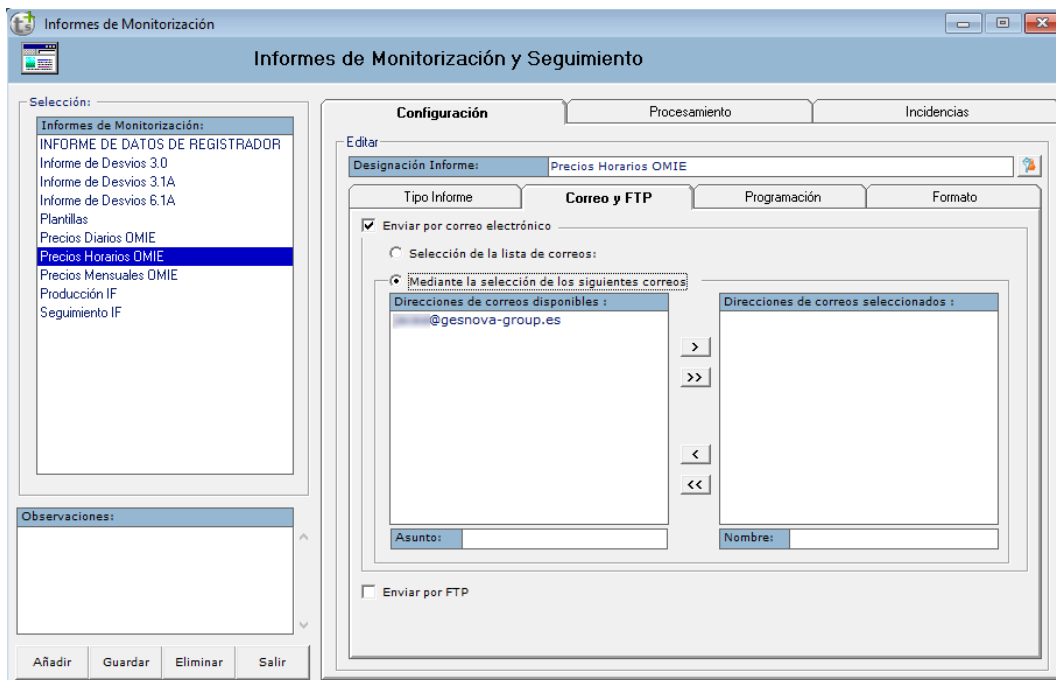 Informes de Monitorización
Informes de Monitorización y Seguimiento
Selección:
Informes de Monitorización:
INFORME DE DATOS DE REGISTRADOR
Informe de Desvios 3.0
Informe de Desvios 3.1A
Informe de Desvios 6.1A
Plantillas
Precios Diarios OMIE
Precios Horarios OMIE
Precios Mensuales OMIE
Producción IF
Seguimiento IF
Observaciones:
Añadir Guardar Eliminar Salir
Configuración Procesamiento Incidencias
Editar
Designación Informe: Precios Horarios OMIE
Tipo Informe Correo y FTP Programación Formato
Enviar por correo electrónico
Selección de la lista de correos:
Mediante la selección de los siguientes correos
Direcciones de correos disponibles : Direcciones de correos seleccionados :
@gesnova-group.es
>
>>
<
<<
Asunto: Nombre:
Enviar por FTP